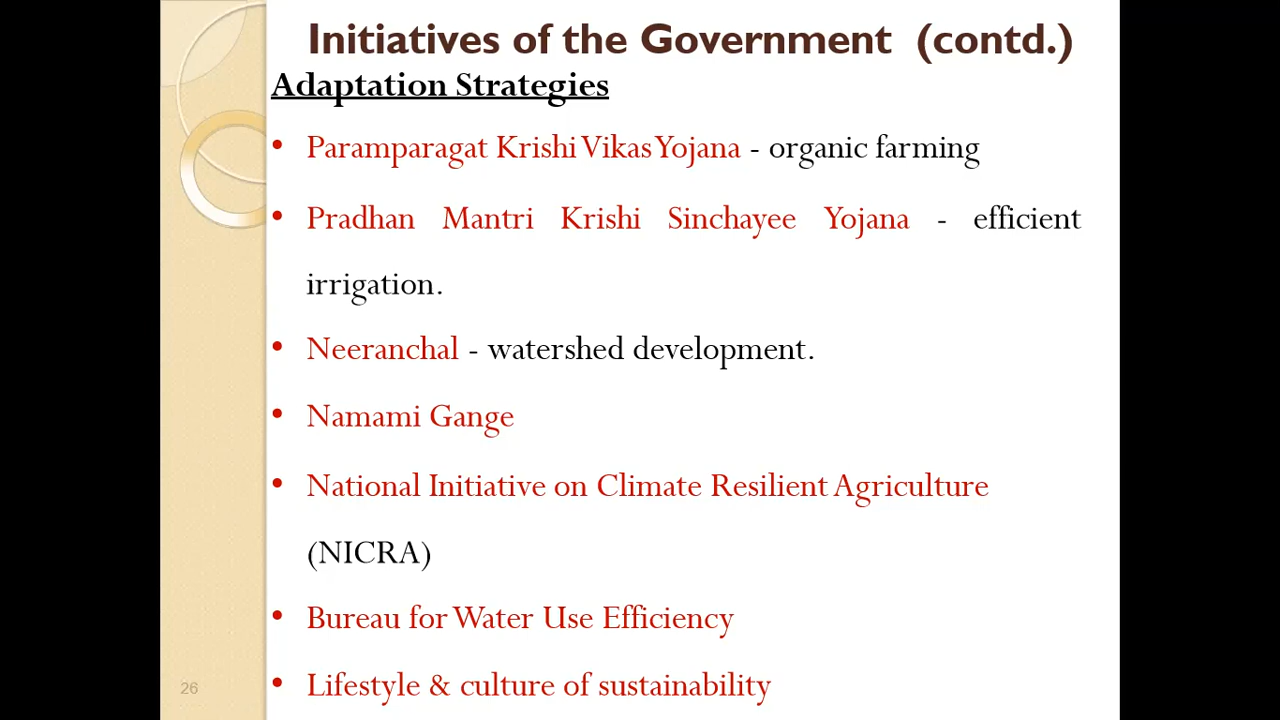 Initiatives of the Government (contd.)
Adaptation Strategies
• Paramparagat Krishi Vikas Yojana - organic farming
• Pradhan Mantri Krishi Sinchayee Yojana - efficient
irrigation.
• Neeranchal - watershed development.
• Namami Gange
• National Initiative on Climate Resilient Agriculture
(NICRA)
• Bureau for Water Use Efficiency
• Lifestyle & culture of sustainability
26